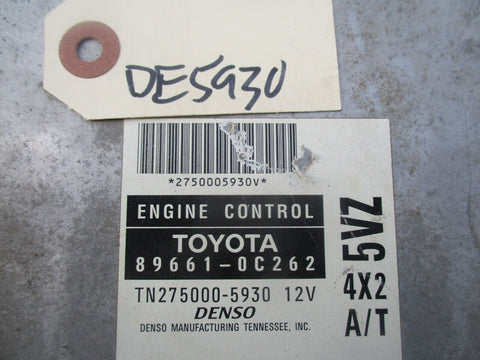 DE5930
*2750005930V*
ENGINE CONTROL
TOYOTA
89661-0C262
TN275000-5930 12V
DENSO
DENSO MANUFACTURING TENNESSEE, INC.
5VZ
4X2
A/T